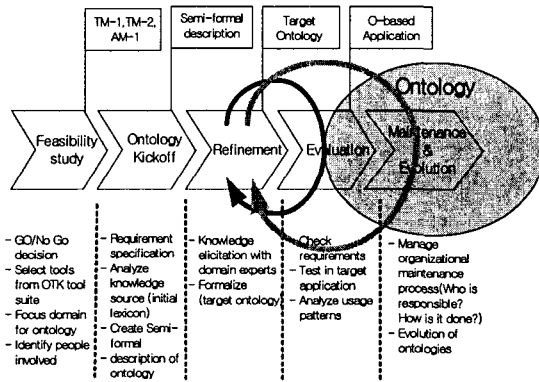 TM-1,TM-2,
AM-1
Semi-formal
description
Target
Ontology
O-based
Application
Ontology
Feasibility
study
Ontology
Kickoff
Refinement
Evaluation
Maintenance
&
Evolution
- GO/No Go
decision
- Select tools
from OTK tool
suite
- Focus domain
for ontology
- Identify people
involved
- Requirement
specification
- Analyze
knowledge
source (initial
lexicon)
- Create Semi-
formal
- description of
ontology
- Knowledge
elicitation with
domain experts
- Formalize
(target ontology)
- Check
requirements
- Test in target
application
- Analyze usage
patterns
- Manage
organizational
maintenance
process(Who is
responsible?
How is it done?)
- Evolution of
ontologies